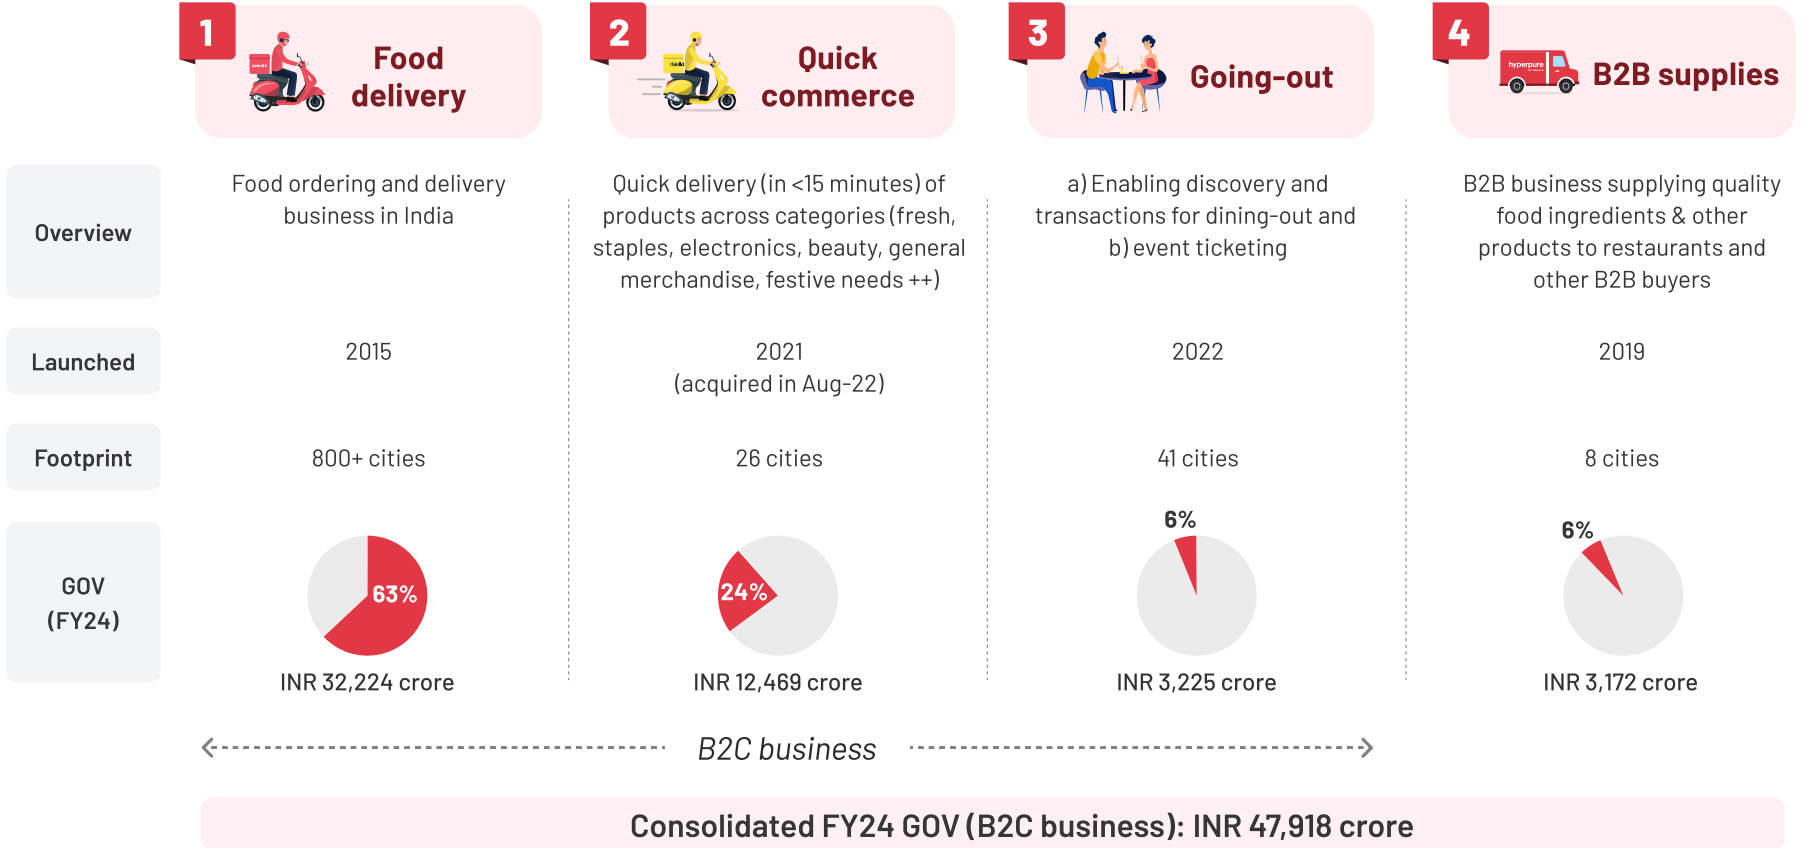 1
Food
delivery
2
Quick
commerce
3
Going-out
4
hyperpure
B2B supplies
Overview
Food ordering and delivery
business in India
Quick delivery (in <15 minutes) of
products across categories (fresh,
staples, electronics, beauty, general
merchandise, festive needs ++)
a) Enabling discovery and
transactions for dining-out and
b) event ticketing
B2B business supplying quality
food ingredients & other
products to restaurants and
other B2B buyers
Launched
2015
2021
(acquired in Aug-22)
2022
2019
Footprint
800+ cities
26 cities
41 cities
8 cities
GOV
(FY24)
63%
24%
6%
6%
INR 32,224 crore
INR 12,469 crore
INR 3,225 crore
INR 3,172 crore
B2C business
Consolidated FY24 GOV (B2C business): INR 47,918 crore